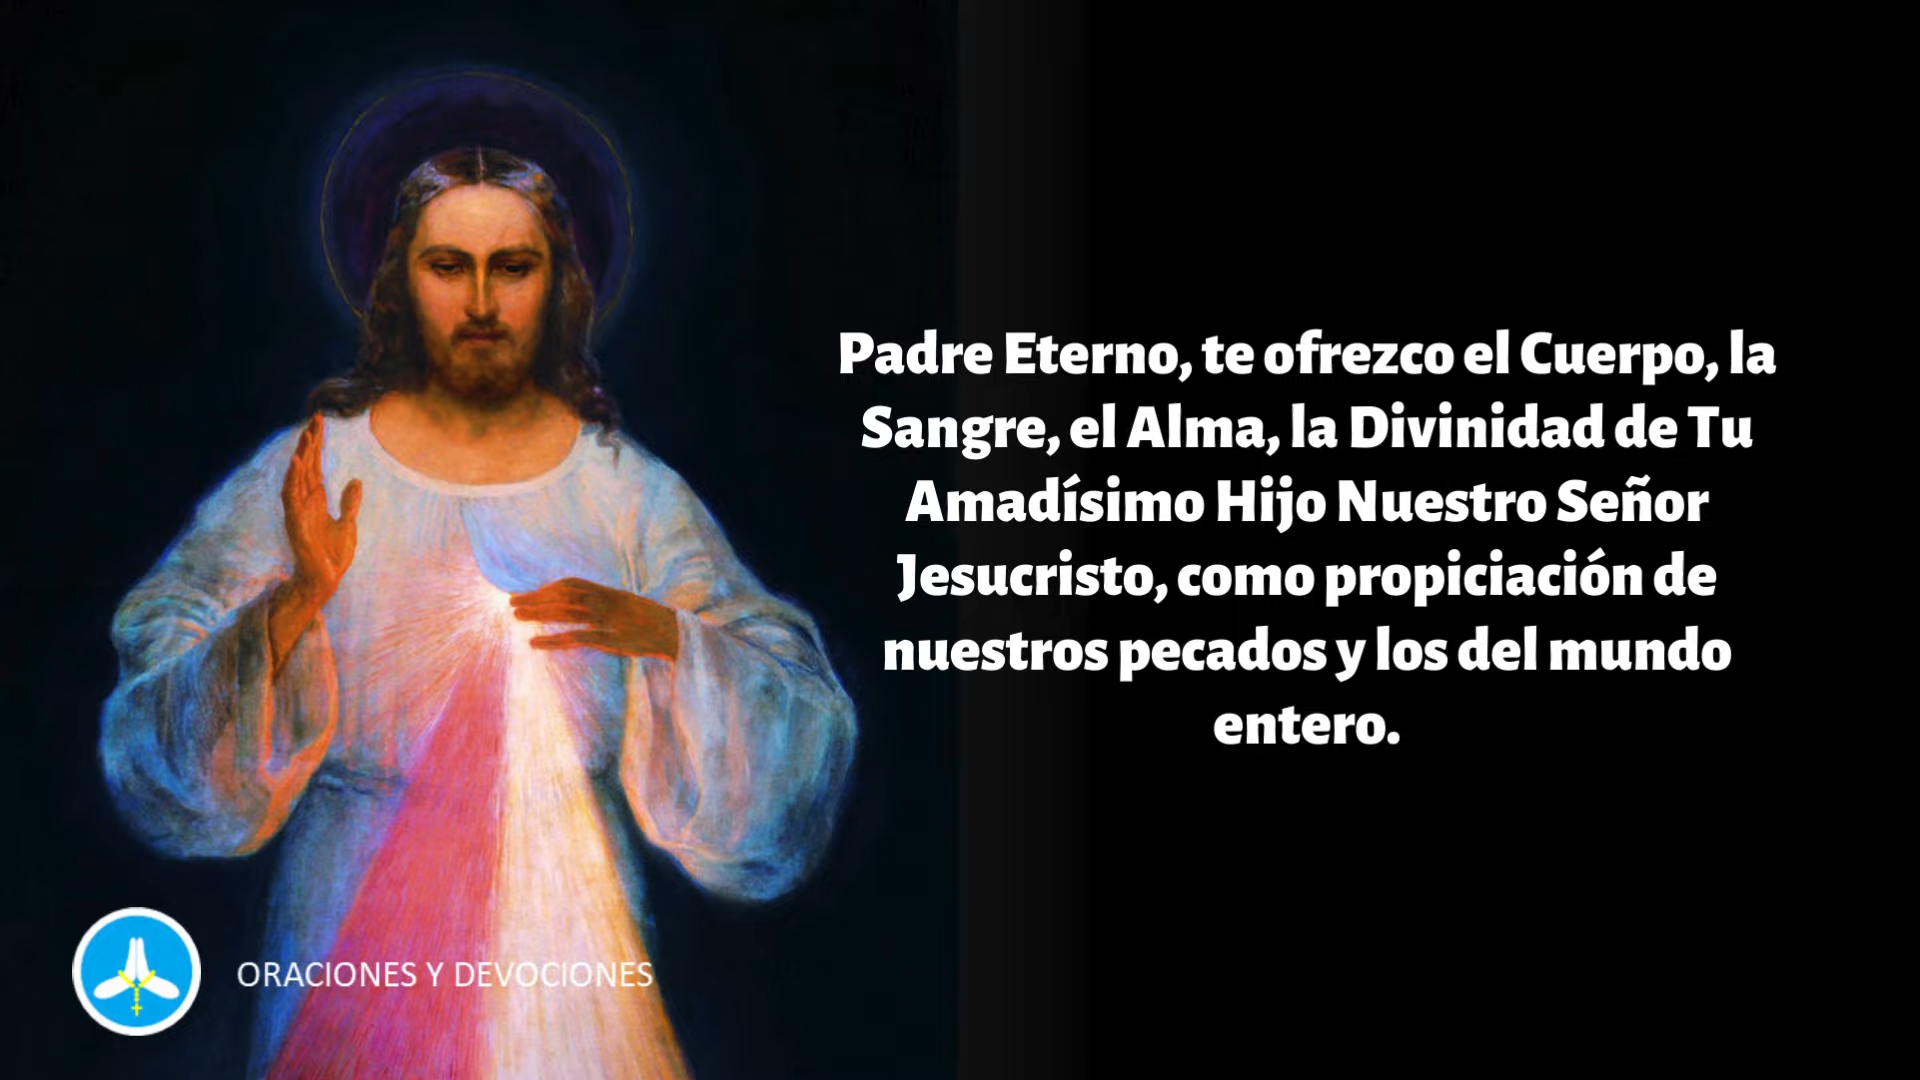 Padre Eterno, te ofrezco el Cuerpo, la
Sangre, el Alma, la Divinidad de Tu
Amadísimo Hijo Nuestro Señor
Jesucristo, como propiciación de
nuestros pecados y los del mundo
entero.
ORACIONES Y DEVOCIONES